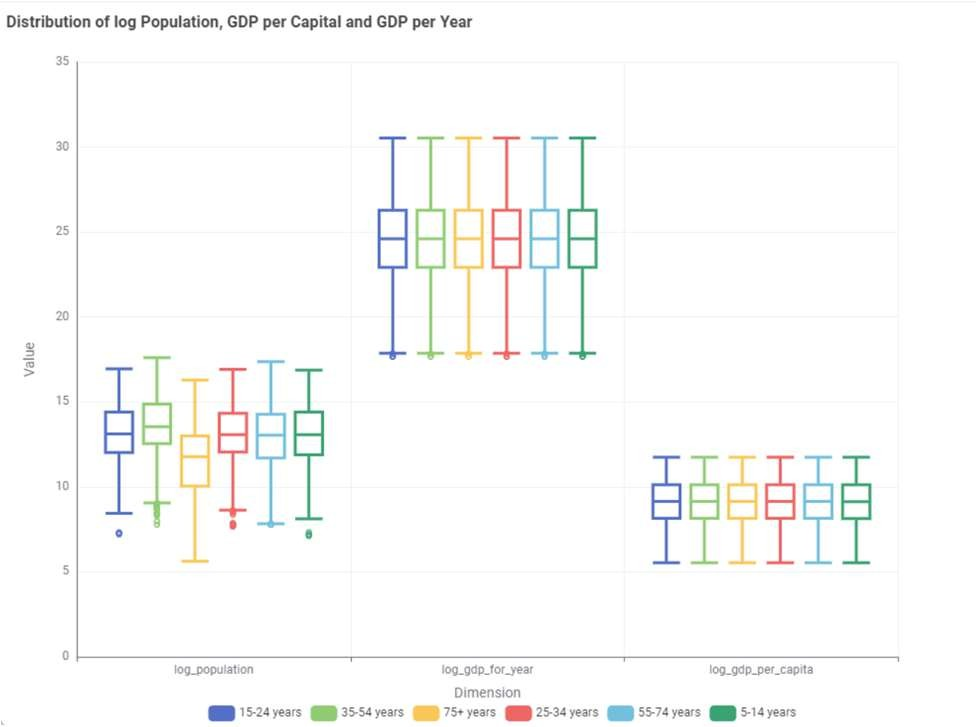 Distribution of log Population, GDP per Capital and GDP per Year
35
30
25
20
15
10
5
0
Value
log_population log_gdp_for_year log_gdp_per_capita
Dimension
15-24 years 35-54 years 75+ years 25-34 years 55-74 years 5-14 years